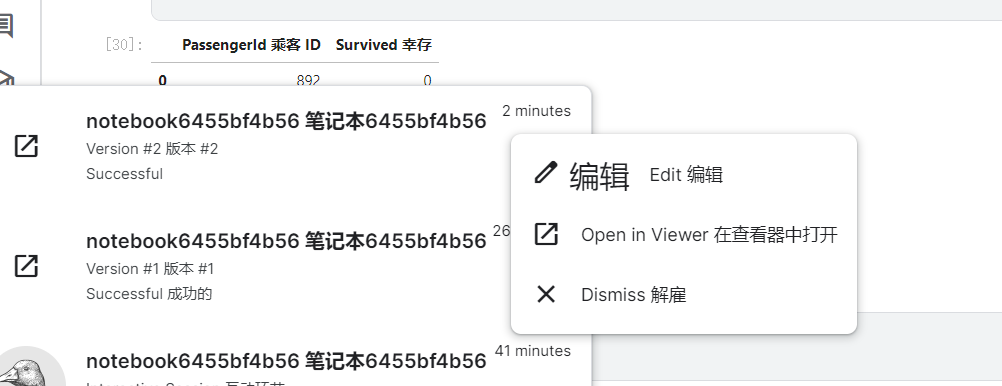 [30]: PassengerId 乘客 ID Survived 幸存
0 892 0
notebook6455bf4b56 笔记本6455bf4b56 2 minutes
Version #2 版本 #2
Successful
编辑 Edit 编辑
Open in Viewer 在查看器中打开
Dismiss 解雇
notebook6455bf4b56 笔记本6455bf4b56 26
Version #1 版本 #1
Successful 成功的
notebook6455bf4b56 笔记本6455bf4b56 41 minutes